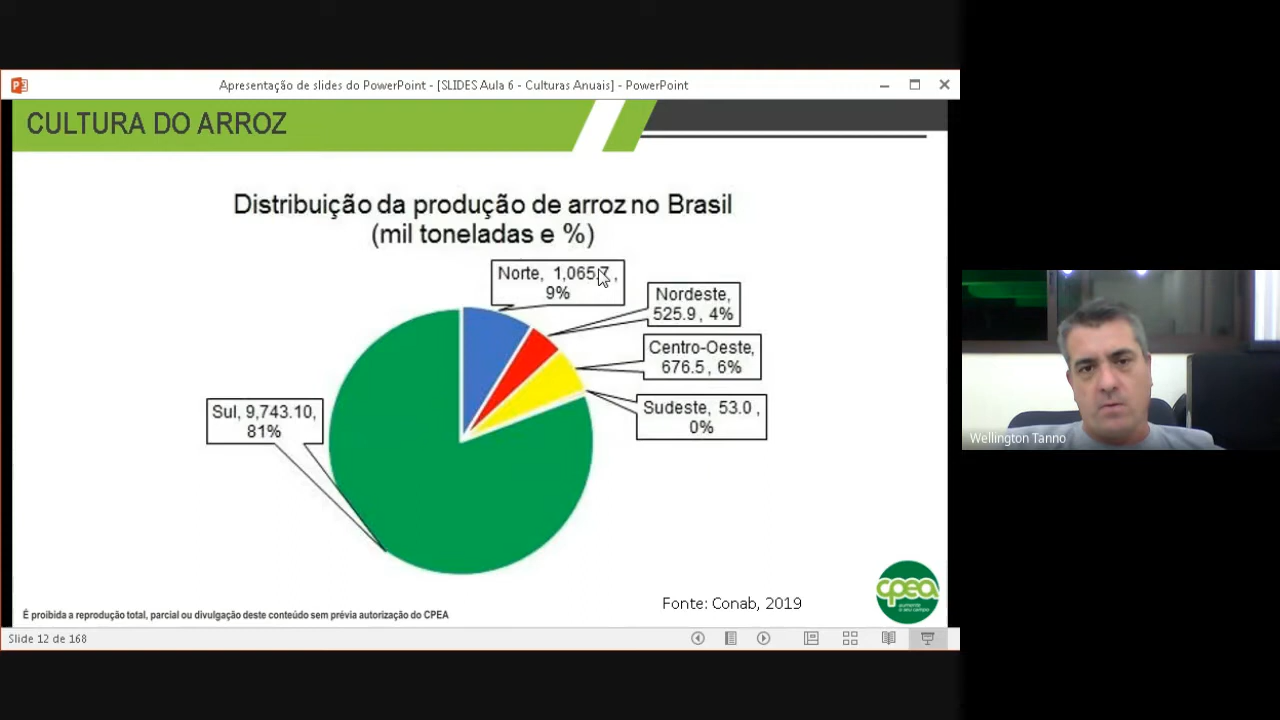 Apresentação de slides do PowerPoint - [SLIDES Aula 6 - Culturas Anuais] - PowerPoint
CULTURA DO ARROZ
Distribuição da produção de arroz no Brasil
(mil toneladas e %)
Norte, 1,065.7 ,
9%
Nordeste,
525.9 , 4%
Centro-Oeste,
676.5 , 6%
Sudeste, 53.0 ,
0%
Sul, 9,743.10,
81%
Wellington Tanno
cpea
aumente o seu campo
Fonte: Conab, 2019
É proibida a reprodução total, parcial ou divulgação deste conteúdo sem prévia autorização do CPEA
Slide 12 de 168